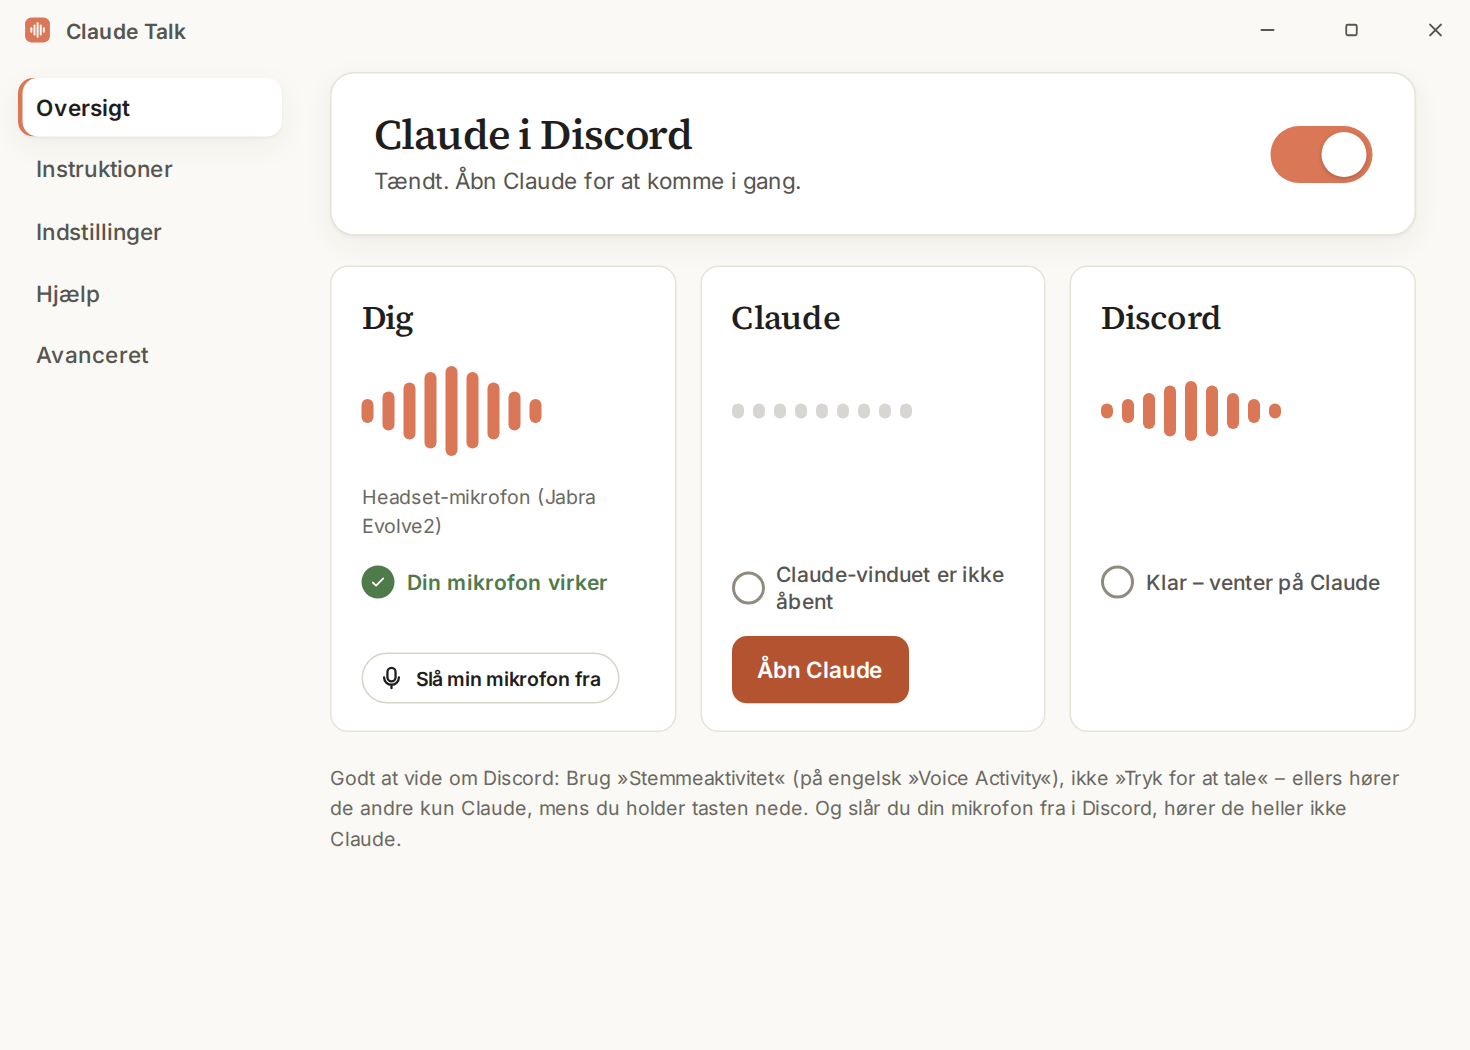 Claude Talk
Oversigt
Instruktioner
Indstillinger
Hjælp
Avanceret
Claude i Discord
Tændt. Åbn Claude for at komme i gang.
Dig
Headset-mikrofon (Jabra
Evolve2)
Din mikrofon virker
Slå min mikrofon fra
Claude
Claude-vinduet er ikke
åbent
Åbn Claude
Discord
Klar – venter på Claude
Godt at vide om Discord: Brug »Stemmeaktivitet« (på engelsk »Voice Activity«), ikke »Tryk for at tale« – ellers hører
de andre kun Claude, mens du holder tasten nede. Og slår du din mikrofon fra i Discord, hører de heller ikke
Claude.